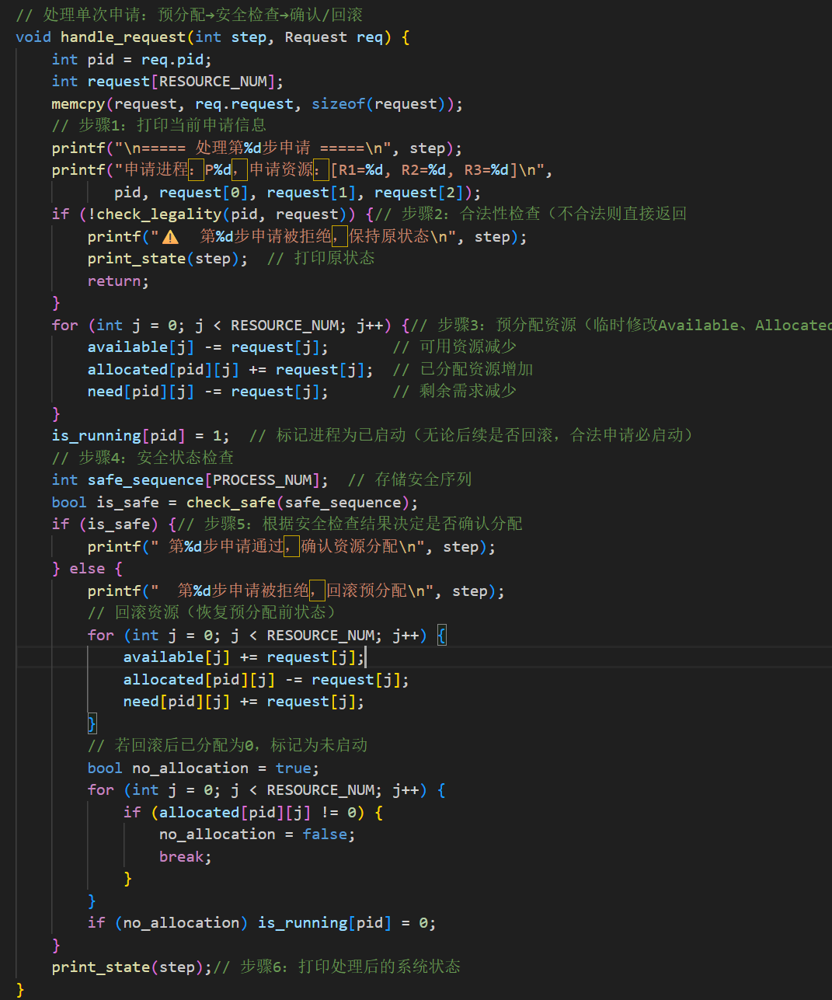 // 处理单次申请：预分配→安全检查→确认/回滚
void handle_request(int step, Request req) {
    int pid = req.pid;
    int request[RESOURCE_NUM];
    memcpy(request, req.request, sizeof(request));
    // 步骤1：打印当前申请信息
    printf("\n===== 处理第%d步申请 =====\n", step);
    printf("申请进程：P%d，申请资源：[R1=%d, R2=%d, R3=%d]\n",
           pid, request[0], request[1], request[2]);
    if (!check_legality(pid, request)) {// 步骤2：合法性检查（不合法则直接返回
        printf("⚠️  第%d步申请被拒绝，保持原状态\n", step);
        print_state(step);  // 打印原状态
        return;
    }
    for (int j = 0; j < RESOURCE_NUM; j++) {// 步骤3：预分配资源（临时修改Available、Allocated
        available[j] -= request[j];       // 可用资源减少
        allocated[pid][j] += request[j];  // 已分配资源增加
        need[pid][j] -= request[j];       // 剩余需求减少
    }
    is_running[pid] = 1;  // 标记进程为已启动（无论后续是否回滚，合法申请必启动）
    // 步骤4：安全状态检查
    int safe_sequence[PROCESS_NUM];  // 存储安全序列
    bool is_safe = check_safe(safe_sequence);
    if (is_safe) {// 步骤5：根据安全检查结果决定是否确认分配
        printf(" 第%d步申请通过，确认资源分配\n", step);
    } else {
        printf("  第%d步申请被拒绝，回滚预分配\n", step);
        // 回滚资源（恢复预分配前状态）
        for (int j = 0; j < RESOURCE_NUM; j++) {
            available[j] += request[j];
            allocated[pid][j] -= request[j];
            need[pid][j] += request[j];
        }
        // 若回滚后已分配为0，标记为未启动
        bool no_allocation = true;
        for (int j = 0; j < RESOURCE_NUM; j++) {
            if (allocated[pid][j] != 0) {
                no_allocation = false;
                break;
            }
        }
        if (no_allocation) is_running[pid] = 0;
    }
    print_state(step);// 步骤6：打印处理后的系统状态
}